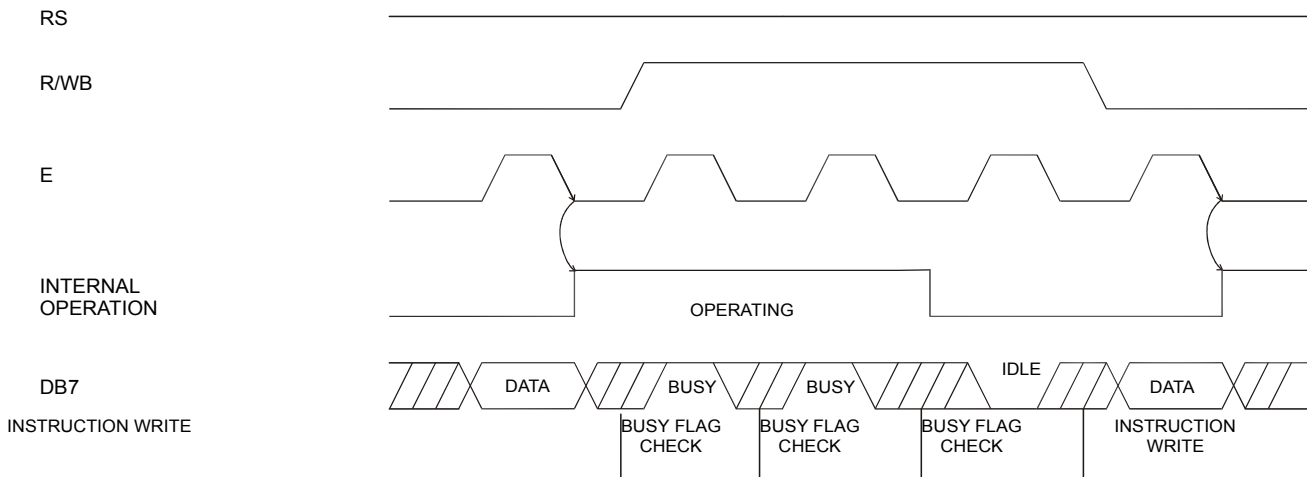 RS
R/WB
E
INTERNAL
OPERATION
OPERATING
DB7
DATA
BUSY
BUSY
IDLE
DATA
INSTRUCTION WRITE
BUSY FLAG
CHECK
BUSY FLAG
CHECK
BUSY FLAG
CHECK
INSTRUCTION
WRITE